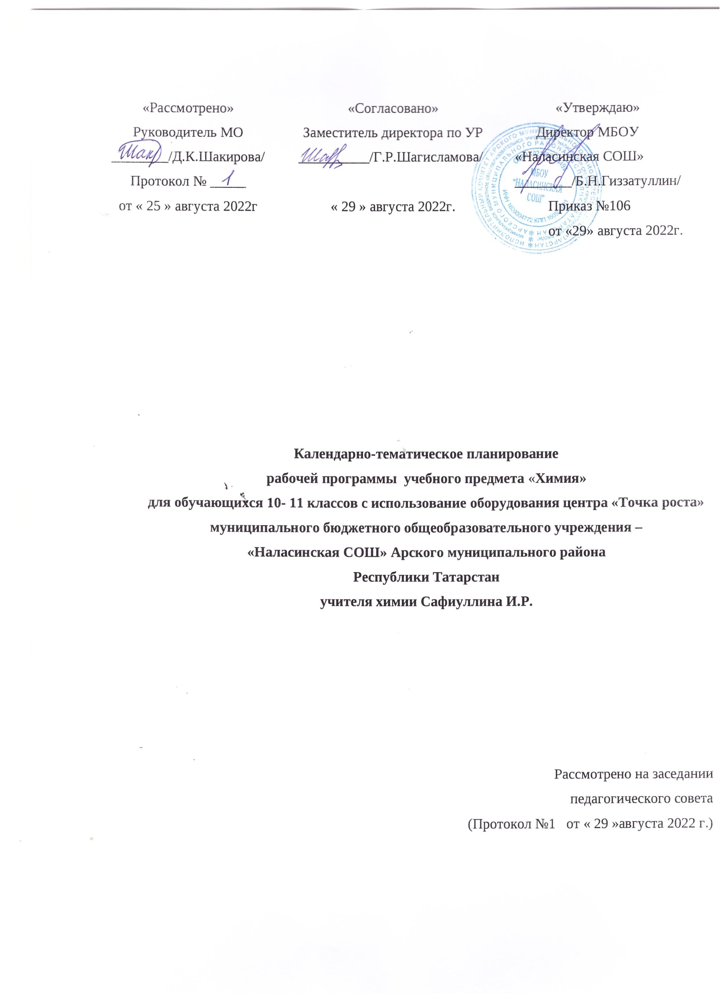 «Рассмотрено»
Руководитель МО
/Д.К.Шакирова/
Протокол № 1
от « 25 » августа 2022г
«Согласовано»
Заместитель директора по УР
/Г.Р.Шагисламова/
« 29 » августа 2022г.
«Утверждаю»
Директор МБОУ
«Наласинская СОШ»
/Б.Н.Гиззатуллин/
Приказ №106
от «29» августа 2022г.
МБОУ
"НАЛАСИНСКАЯ
СОШ"
ИНН 1609004772 КПП
Календарно-тематическое планирование
рабочей программы учебного предмета «Химия»
для обучающихся 10- 11 классов с использование оборудования центра «Точка роста»
муниципального бюджетного общеобразовательного учреждения –
«Наласинская СОШ» Арского муниципального района
Республики Татарстан
учителя химии Сафиуллина И.Р.
Рассмотрено на заседании
педагогического совета
(Протокол №1 от « 29 »августа 2022 г.)